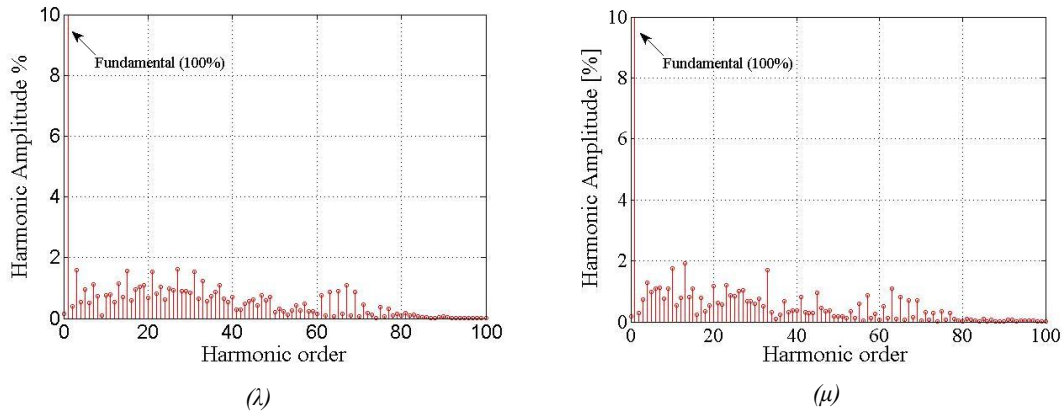 Harmonic Amplitude %
10
8
6
4
2
0
Fundamental (100%)
0 20 40 60 80 100
Harmonic order
(λ)
Harmonic Amplitude [%]
10
8
6
4
2
0
Fundamental (100%)
0 20 40 60 80 100
Harmonic order
(μ)